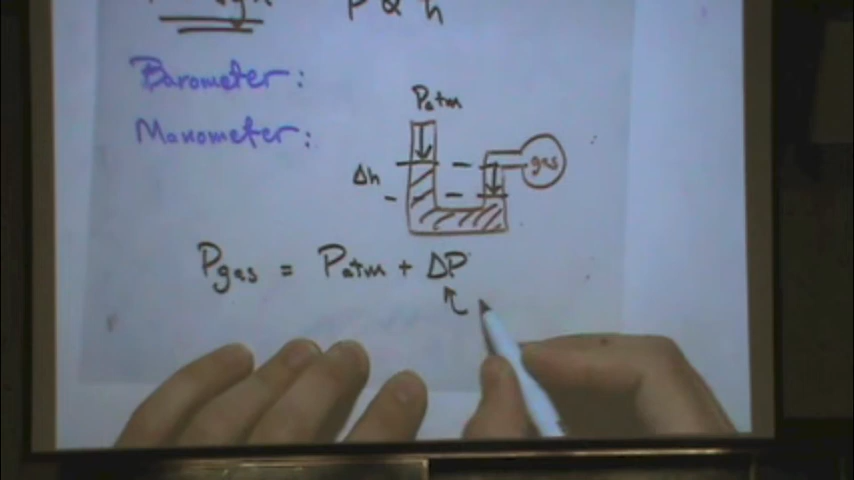 P α h
Barometer:
Patm
Manometer:
gas
Δh
Pgas = Patm + ΔP